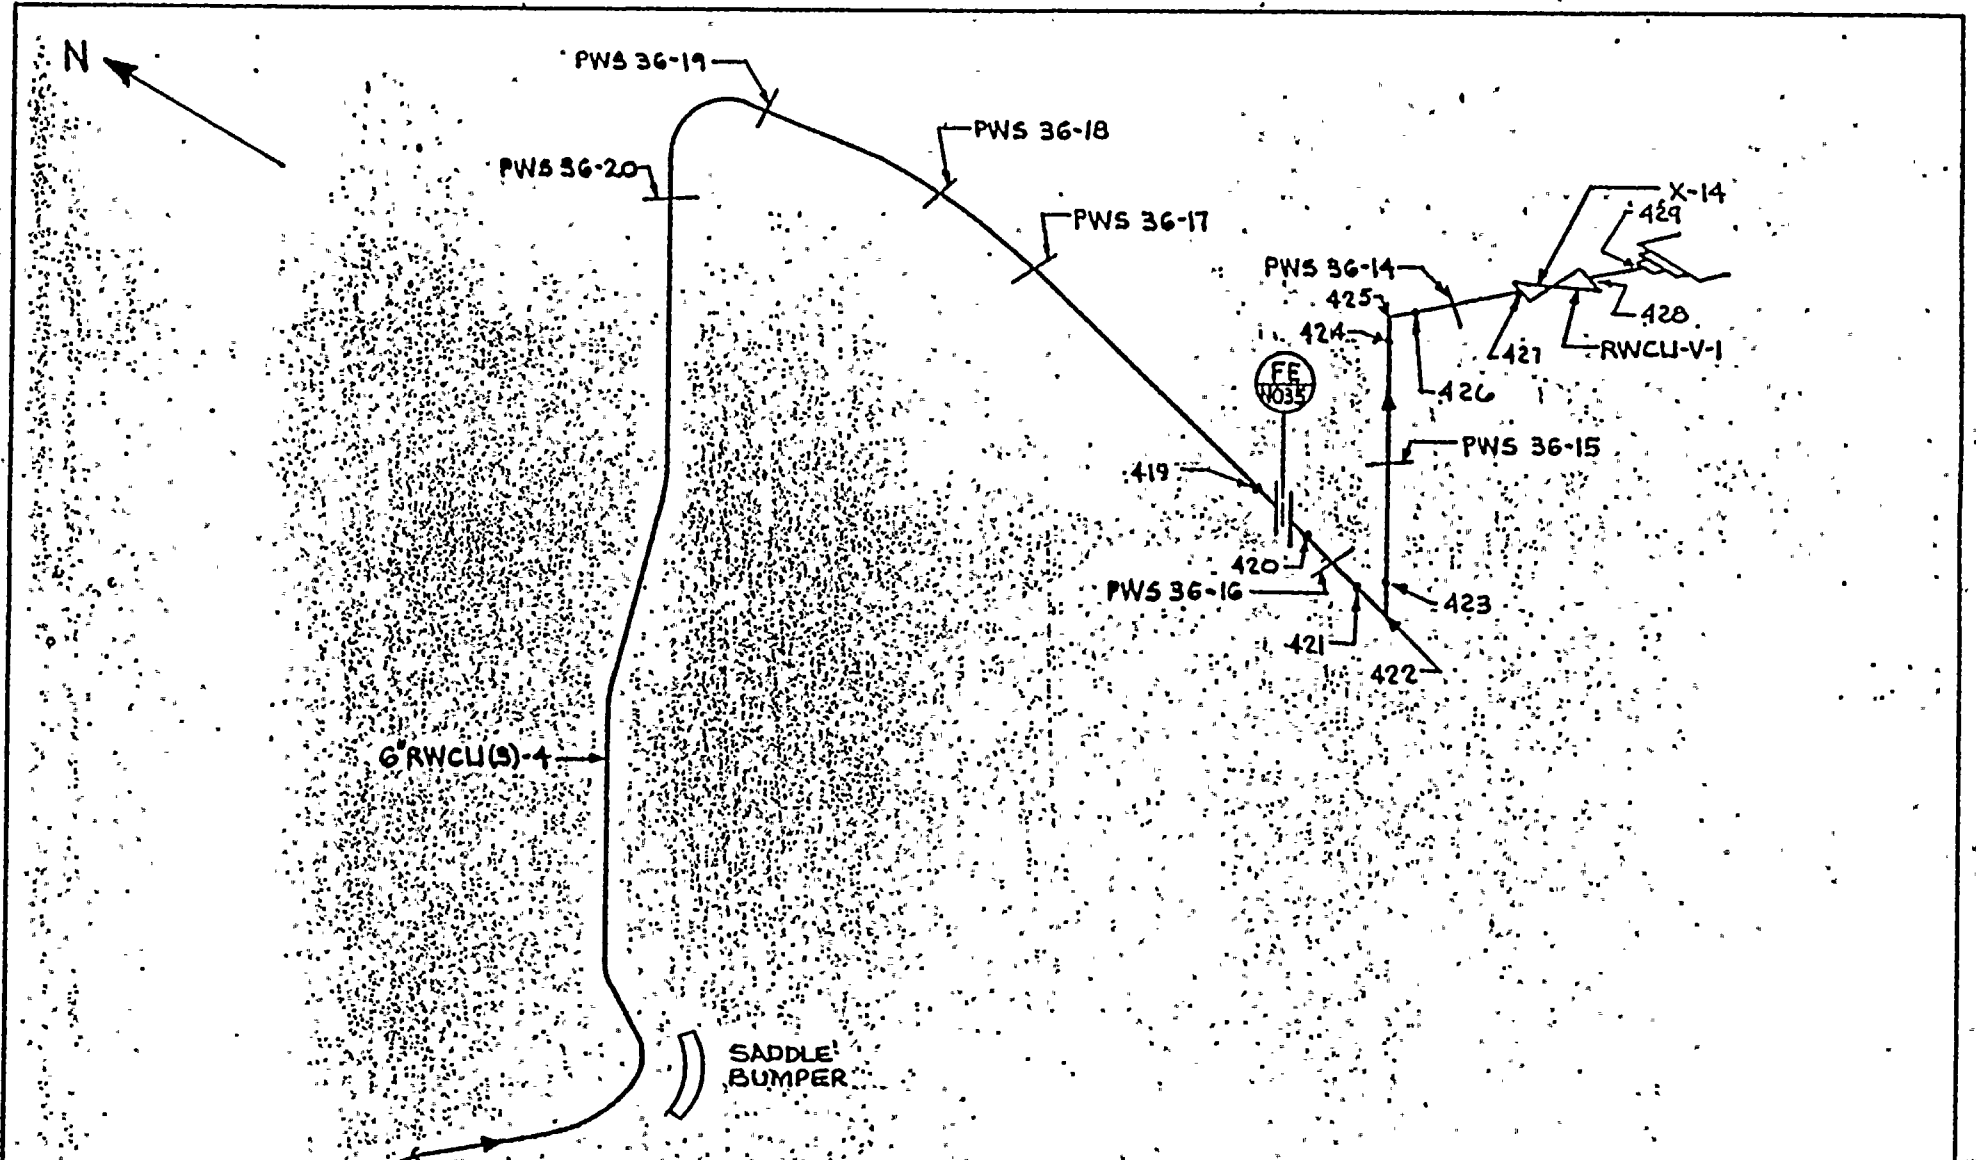 N
PWS 36-19
PWS 36-18
PWS 36-20
X-14
429
PWS 36-17
PWS 36-14
425
428
424
427
RWCU-V-1
FE
N035
426
PWS 36-15
419
420
PWS 36-16
423
421
422
6"RWCU(3)-4
SADDLE
BUMPER